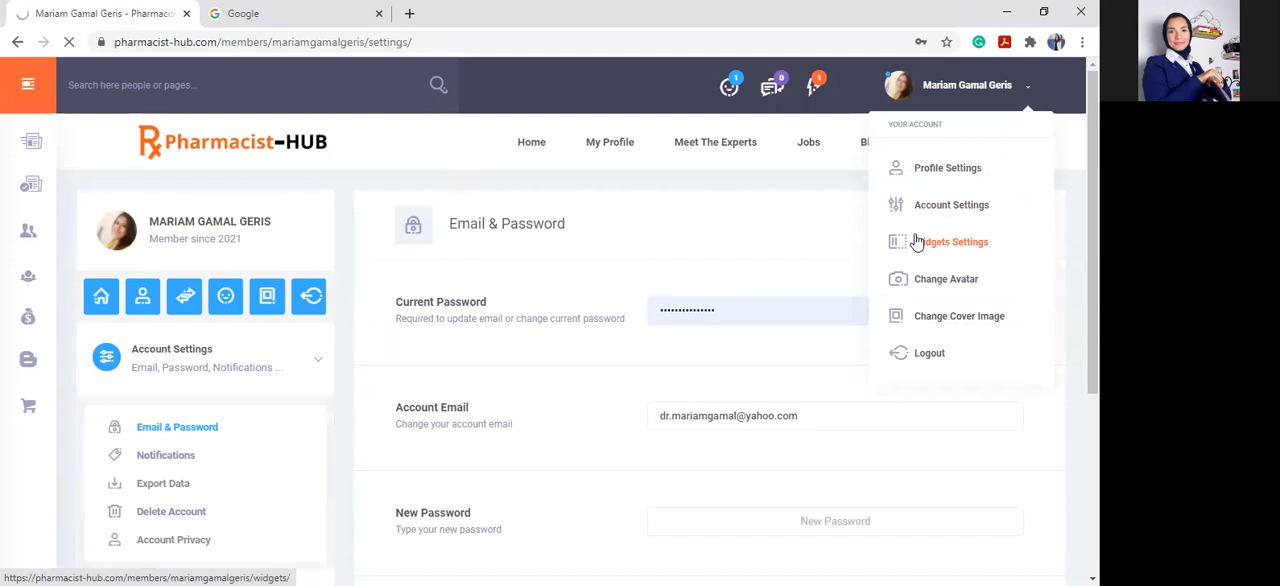 Mariam Gamal Geris - Pharmacis
Google
pharmacist-hub.com/members/mariamgamalgeris/settings/
Search here people or pages...
1
0
1
Mariam Gamal Geris
YOUR ACCOUNT
Rx Pharmacist-HUB
Home
My Profile
Meet The Experts
Jobs
Bl
Profile Settings
Account Settings
Widgets Settings
Change Avatar
Change Cover Image
Logout
MARIAM GAMAL GERIS
Member since 2021
Account Settings
Email, Password, Notifications ...
Email & Password
Notifications
Export Data
Delete Account
Account Privacy
Email & Password
Current Password
Required to update email or change current password
•••••••••••••••
Account Email
Change your account email
dr.mariamgamal@yahoo.com
New Password
Type your new password
New Password
https://pharmacist-hub.com/members/mariamgamalgeris/widgets/